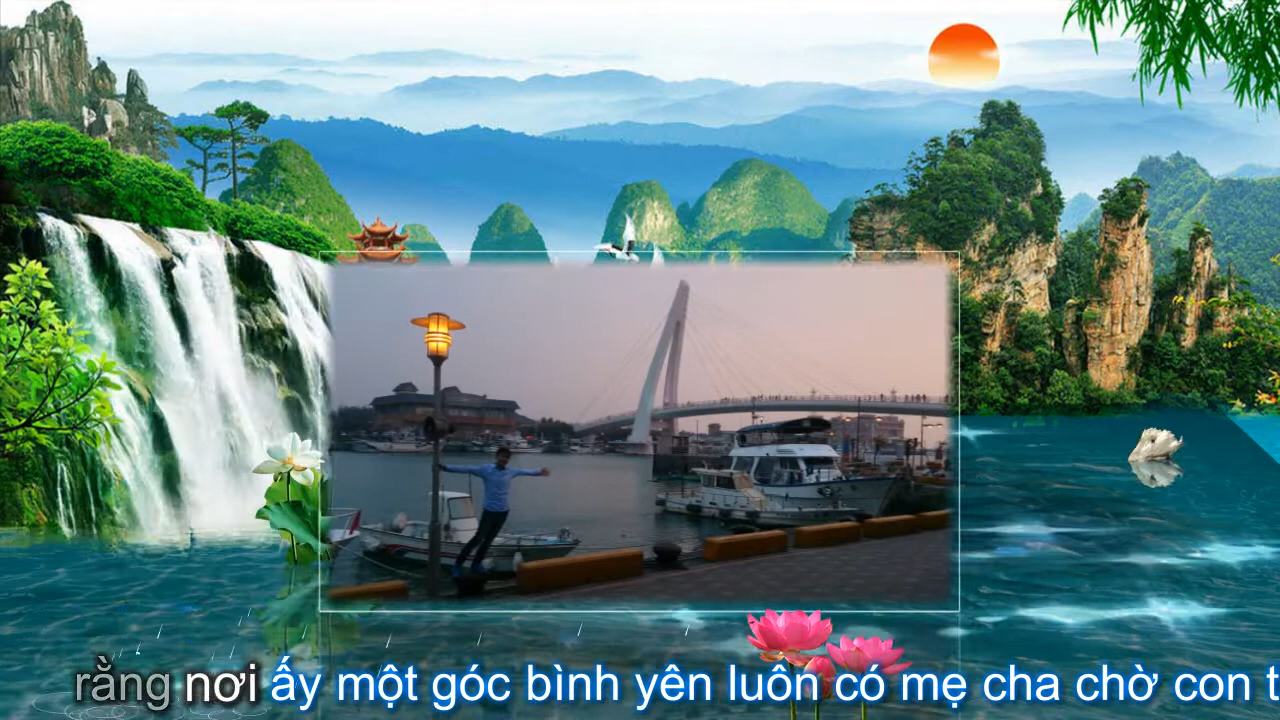 rằng nơi ấy một góc bình yên luôn có mẹ cha chờ con t